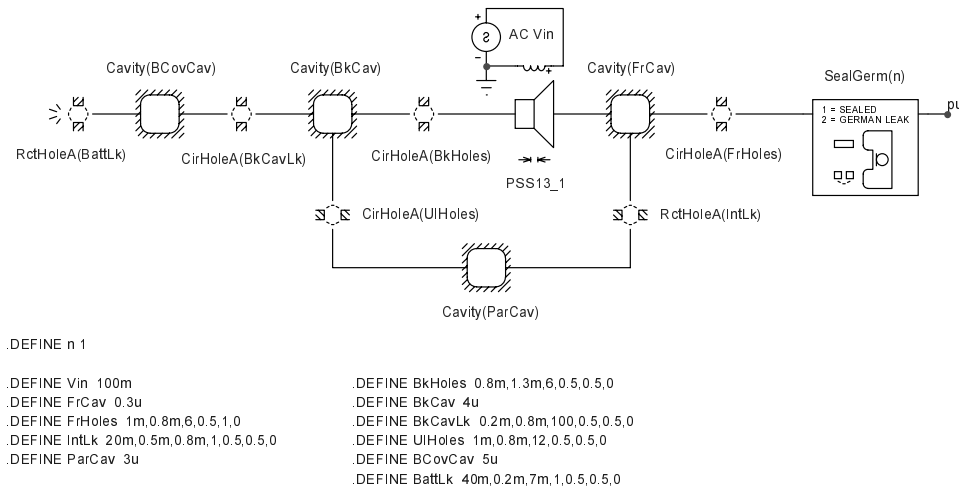 AC Vin
Cavity(BCovCav)
Cavity(BkCav)
Cavity(FrCav)
SealGerm(n)
1 = SEALED
2 = GERMAN LEAK
pu
RctHoleA(BattLk)
CirHoleA(BkCavLk)
CirHoleA(BkHoles)
CirHoleA(FrHoles)
PSS13_1
CirHoleA(UIHoles)
RctHoleA(IntLk)
Cavity(ParCav)
.DEFINE n 1
.DEFINE Vin 100m
.DEFINE FrCav 0.3u
.DEFINE FrHoles 1m,0.8m,6,0.5,1,0
.DEFINE IntLk 20m,0.5m,0.8m,1,0.5,0.5,0
.DEFINE ParCav 3u
.DEFINE BkHoles 0.8m,1.3m,6,0.5,0.5,0
.DEFINE BkCav 4u
.DEFINE BkCavLk 0.2m,0.8m,100,0.5,0.5,0
.DEFINE UIHoles 1m,0.8m,12,0.5,0.5,0
.DEFINE BCovCav 5u
.DEFINE BattLk 40m,0.2m,7m,1,0.5,0.5,0